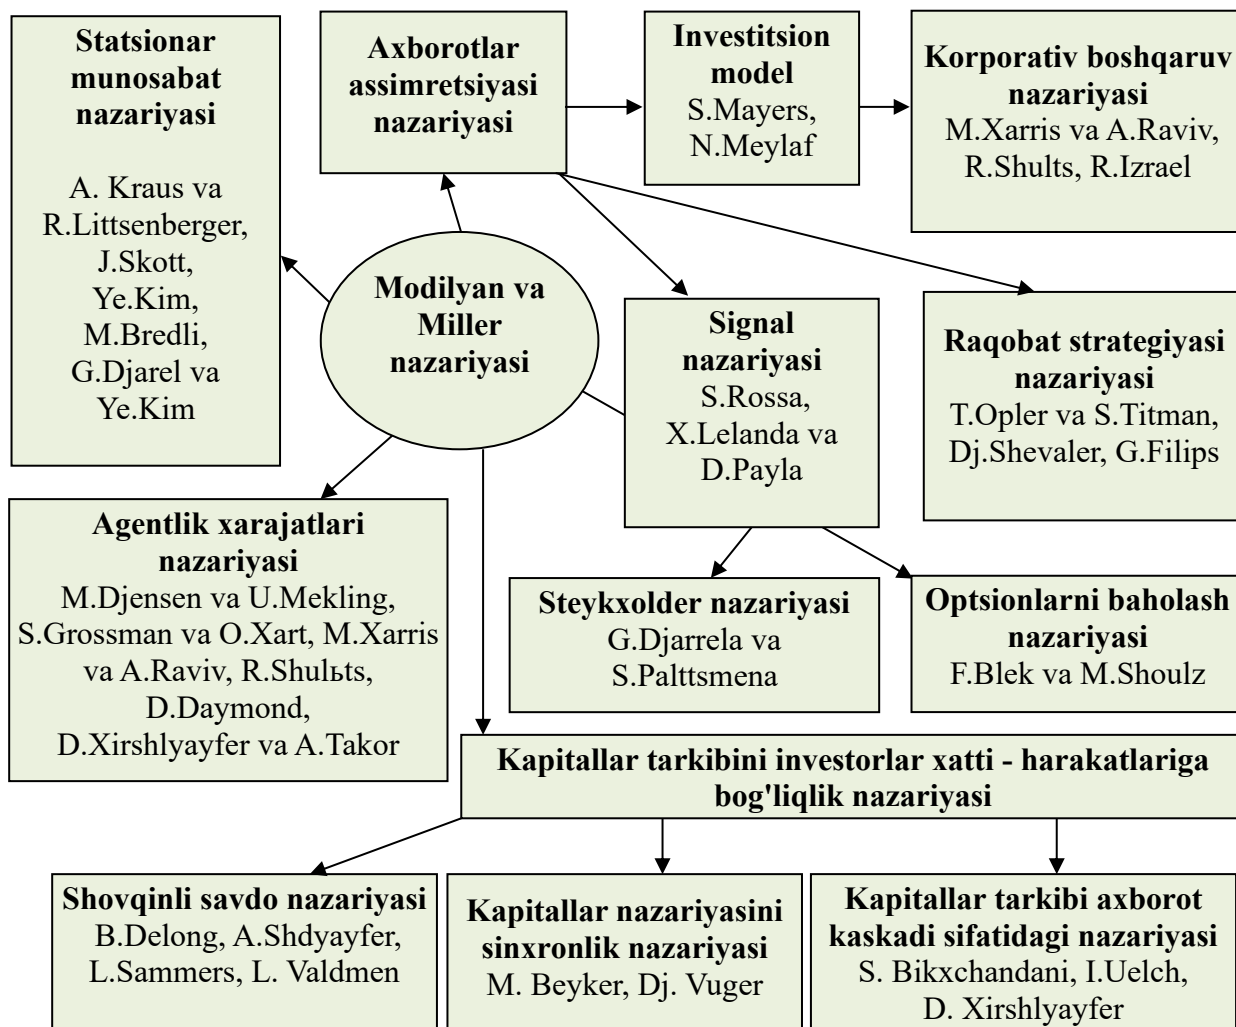 Statsionar
munosabat
nazariyasi
A. Kraus va
R.Littsenberger,
J.Skott,
Ye.Kim,
M.Bredli,
G.Djarel va
Ye.Kim
Axborotlar
assimretsiyasi
nazariyasi
Investitsion
model
S.Mayers,
N.Meylaf
Korporativ boshqaruv
nazariyasi
M.Xarris va A.Raviv,
R.Shults, R.Izrael
Modilyan va
Miller
nazariyasi
Signal
nazariyasi
S.Rossa,
X.Lelanda va
D.Payla
Raqobat strategiyasi
nazariyasi
T.Opler va S.Titman,
Dj.Shevaler, G.Filips
Agentlik xarajatlari
nazariyasi
M.Djensen va U.Mekling,
S.Grossman va O.Xart, M.Xarris
va A.Raviv, R.Shulьts,
D.Daymond,
D.Xirshlyayfer va A.Takor
Steykxolder nazariyasi
G.Djarrela va
S.Palttsmena
Optsionlarni baholash
nazariyasi
F.Blek va M.Shoulz
Kapitallar tarkibini investorlar xatti - harakatlariga
bog'liqlik nazariyasi
Shovqinli savdo nazariyasi
B.Delong, A.Shdyayfer,
L.Sammers, L. Valdmen
Kapitallar nazariyasini
sinxronlik nazariyasi
M. Beyker, Dj. Vuger
Kapitallar tarkibi axborot
kaskadi sifatidagi nazariyasi
S. Bikxchandani, I.Uelch,
D. Xirshlyayfer